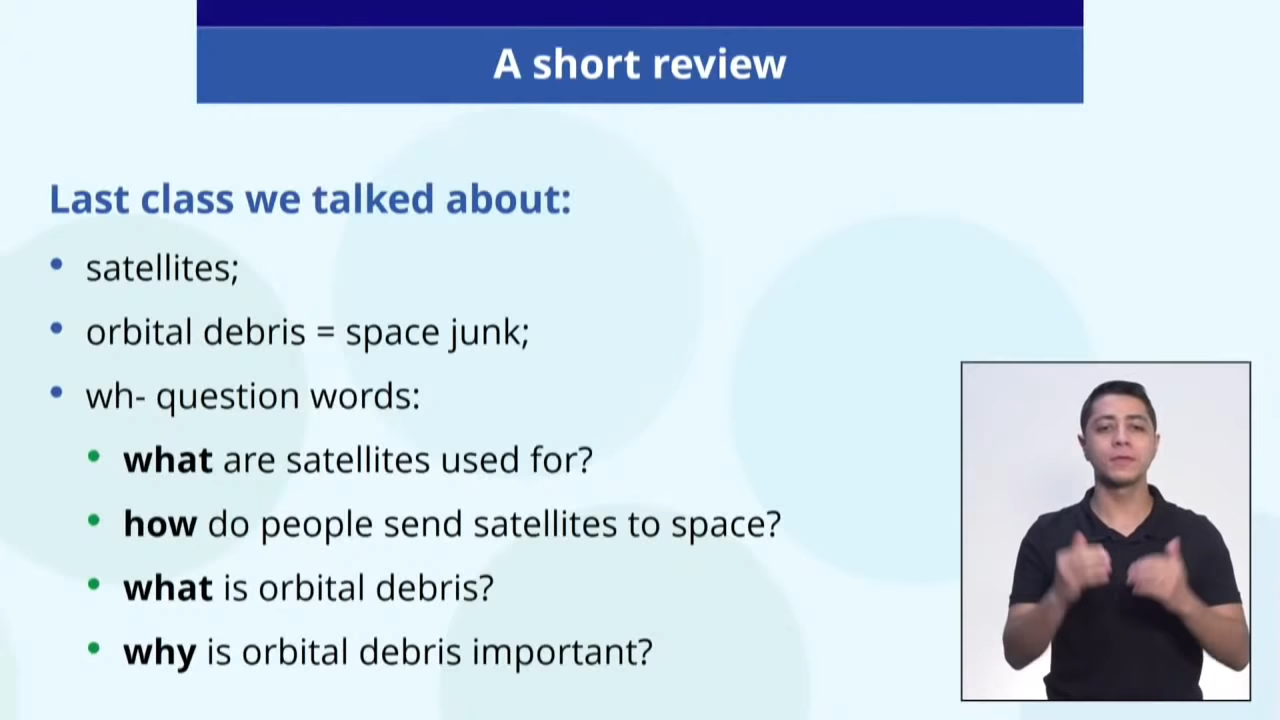 A short review
Last class we talked about:
• satellites;
• orbital debris = space junk;
• wh- question words:
• what are satellites used for?
• how do people send satellites to space?
• what is orbital debris?
• why is orbital debris important?